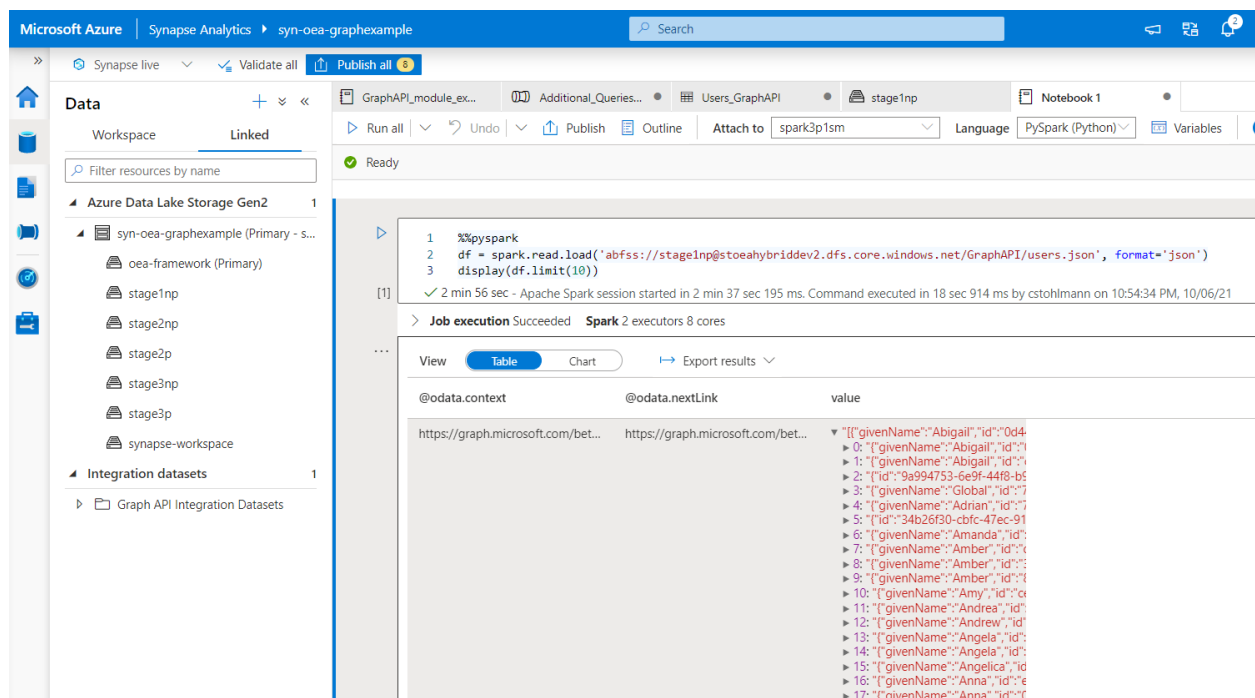 Microsoft Azure Synapse Analytics syn-oea-graphexample Search 2
Synapse live Validate all Publish all 8
Data
Workspace Linked
Filter resources by name
Azure Data Lake Storage Gen2 1
syn-oea-graphexample (Primary - s...
oea-framework (Primary)
stage1np
stage2np
stage2p
stage3np
stage3p
synapse-workspace
Integration datasets 1
Graph API Integration Datasets
GraphAPI_module_ex... Additional_Queries... Users_GraphAPI stage1np Notebook 1
Run all Undo Publish Outline Attach to spark3p1sm Language PySpark (Python) Variables
Ready
1 %%pyspark
2 df = spark.read.load('abfss://stage1np@stoeahybriddev2.dfs.core.windows.net/GraphAPI/users.json', format='json')
3 display(df.limit(10))
[1] 2 min 56 sec - Apache Spark session started in 2 min 37 sec 195 ms. Command executed in 18 sec 914 ms by cstohlmann on 10:54:34 PM, 10/06/21
Job execution Succeeded Spark 2 executors 8 cores
View Table Chart Export results
@odata.context @odata.nextLink value
https://graph.microsoft.com/bet... https://graph.microsoft.com/bet... "[{"givenName":"Abigail","id":"0d4
0: "{"givenName":"Abigail","id":"
1: "{"givenName":"Abigail","id":"
2: "{"id":"9a994753-6e9f-44f8-b9
3: "{"givenName":"Global","id":"7
4: "{"givenName":"Adrian","id":"7
5: "{"id":"34b26f30-cbfc-47ec-91
6: "{"givenName":"Amanda","id":
7: "{"givenName":"Amber","id":"
8: "{"givenName":"Amber","id":"
9: "{"givenName":"Amber","id":"
10: "{"givenName":"Amy","id":"ce
11: "{"givenName":"Andrea","id":
12: "{"givenName":"Andrew","id"
13: "{"givenName":"Angela","id":
14: "{"givenName":"Angela","id":
15: "{"givenName":"Angelica","id
16: "{"givenName":"Anna","id":"e
17: "{"givenName":"Anna","id":"